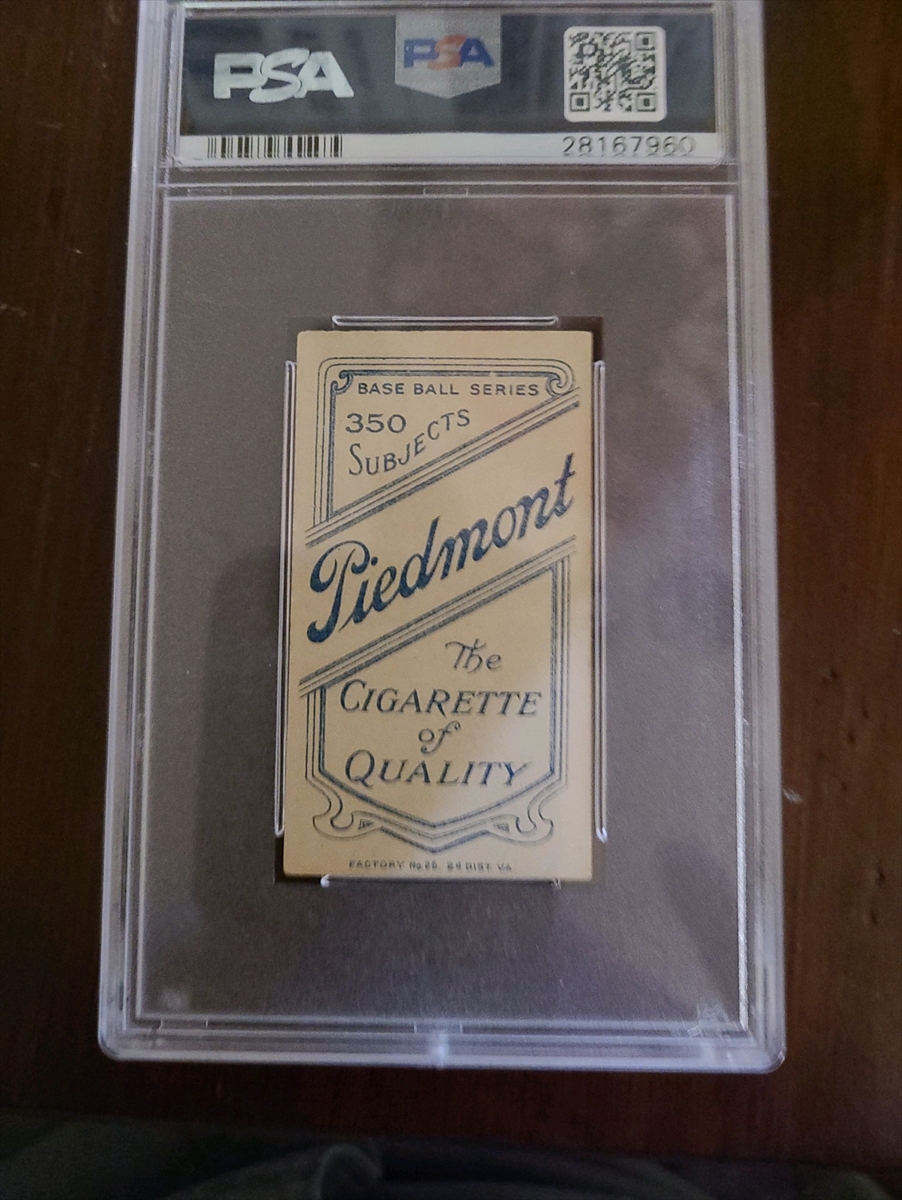 PSA PSA
28167960
BASE BALL SERIES
350
SUBJECTS
Piedmont
The
CIGARETTE
of
QUALITY
FACTORY No 25. 2d DIST. VA.